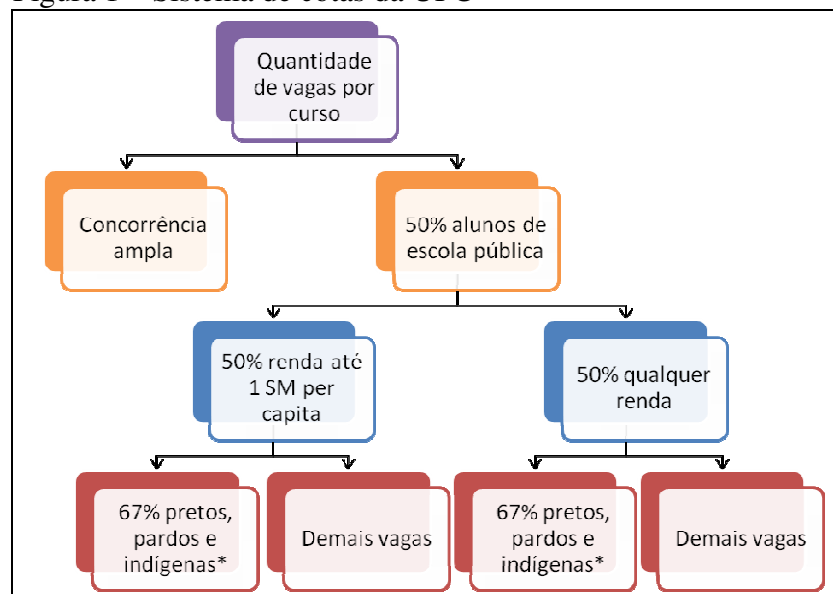 Quantidade
de vagas por
curso
Concorrência
ampla
50% alunos de
escola pública
50% renda até
1 SM per
capita
50% qualquer
renda
67% pretos,
pardos e
indígenas*
Demais vagas
67% pretos,
pardos e
indígenas*
Demais vagas